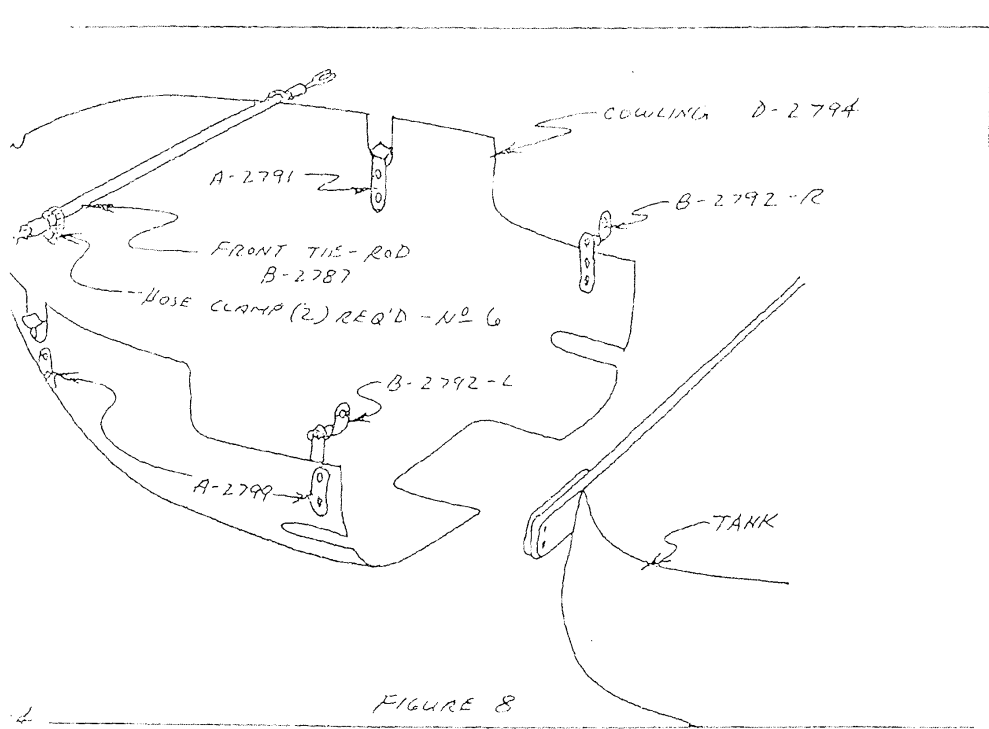 COWLING D-2794
A-2791
B-2792-R
FRONT TIE-ROD
B-2787
HOSE CLAMP (2) REQ'D - Nº 6
B-2792-L
A-2799
TANK
FIGURE 8
4